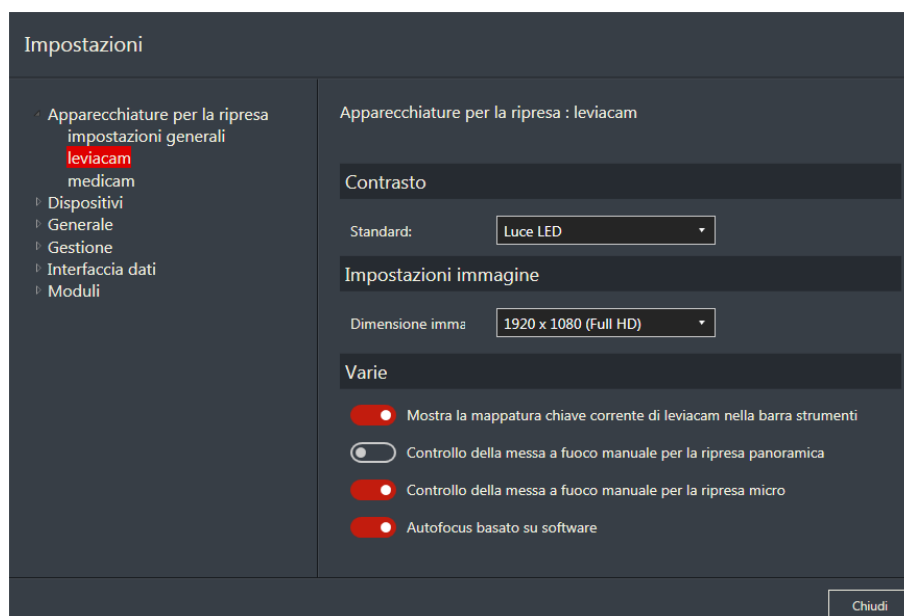 Impostazioni
Apparecchiature per la ripresa
impostazioni generali
leviacam
medicam
Dispositivi
Generale
Gestione
Interfaccia dati
Moduli
Apparecchiature per la ripresa : leviacam
Contrasto
Standard: Luce LED
Impostazioni immagine
Dimensione imma 1920 x 1080 (Full HD)
Varie
Mostra la mappatura chiave corrente di leviacam nella barra strumenti
Controllo della messa a fuoco manuale per la ripresa panoramica
Controllo della messa a fuoco manuale per la ripresa micro
Autofocus basato su software
Chiudi